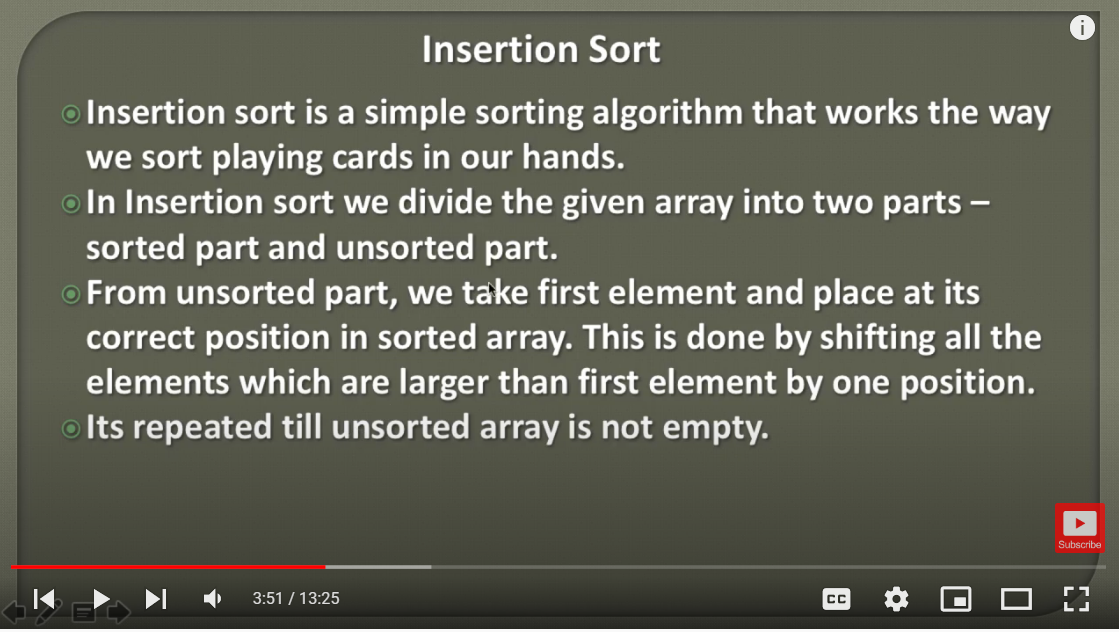 Insertion Sort
Insertion sort is a simple sorting algorithm that works the way
we sort playing cards in our hands.
In Insertion sort we divide the given array into two parts –
sorted part and unsorted part.
From unsorted part, we take first element and place at its
correct position in sorted array. This is done by shifting all the
elements which are larger than first element by one position.
Its repeated till unsorted array is not empty.
Subscribe
3:51 / 13:25
CC